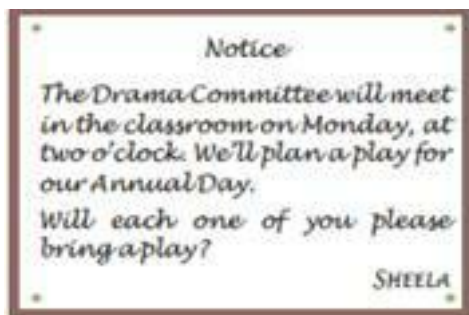 Notice
The Drama Committee will meet
in the classroom on Monday, at
two o'clock. We'll plan a play for
our Annual Day.
Will each one of you please
bring a play?
SHEELA